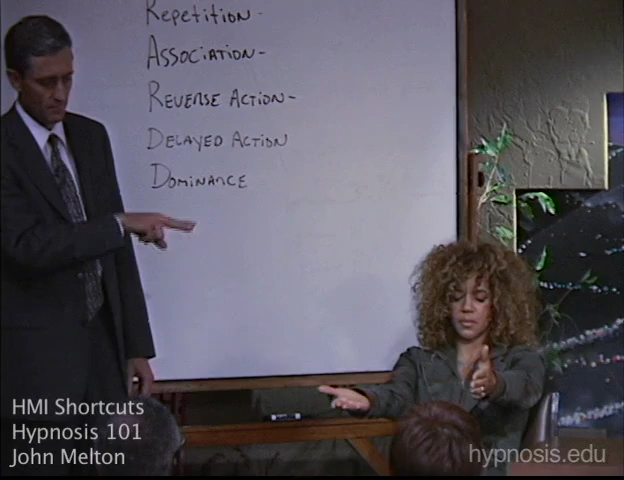 REPETITION -
ASSOCIATION -
REVERSE ACTION -
DELAYED ACTION
DOMINANCE
HMI Shortcuts
Hypnosis 101
John Melton
hypnosis.edu